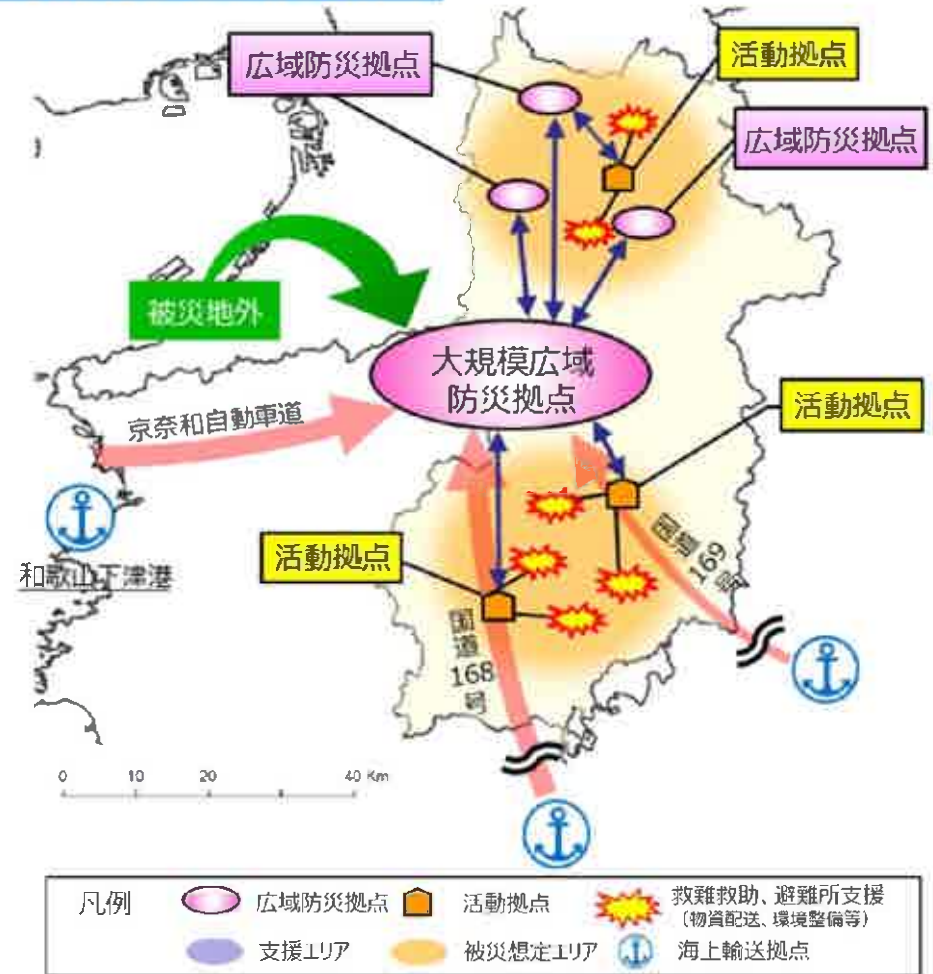 広域防災拠点
活動拠点
広域防災拠点
被災地外
大規模広域
防災拠点
京奈和自動車道
活動拠点
和歌山下津港
活動拠点
国道
169
号
国道
168
号
0 10 20 40 Km
凡例
広域防災拠点
活動拠点
救難救助、避難所支援
(物資配送、環境整備等)
支援エリア
被災想定エリア
海上輸送拠点